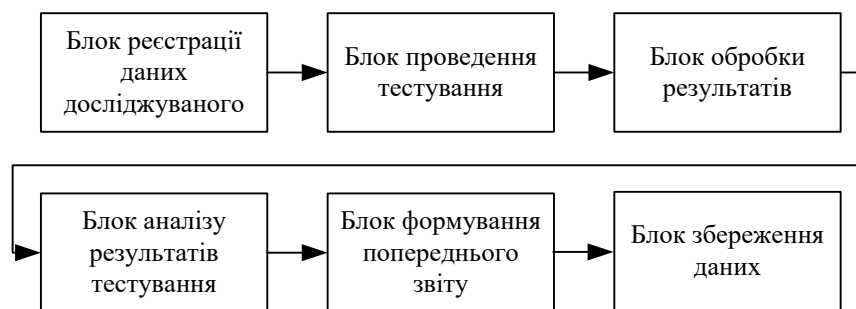 Блок реєстрації
даних
досліджуваного
Блок проведення
тестування
Блок обробки
результатів
Блок аналізу
результатів
тестування
Блок формування
попереднього
звіту
Блок збереження
даних